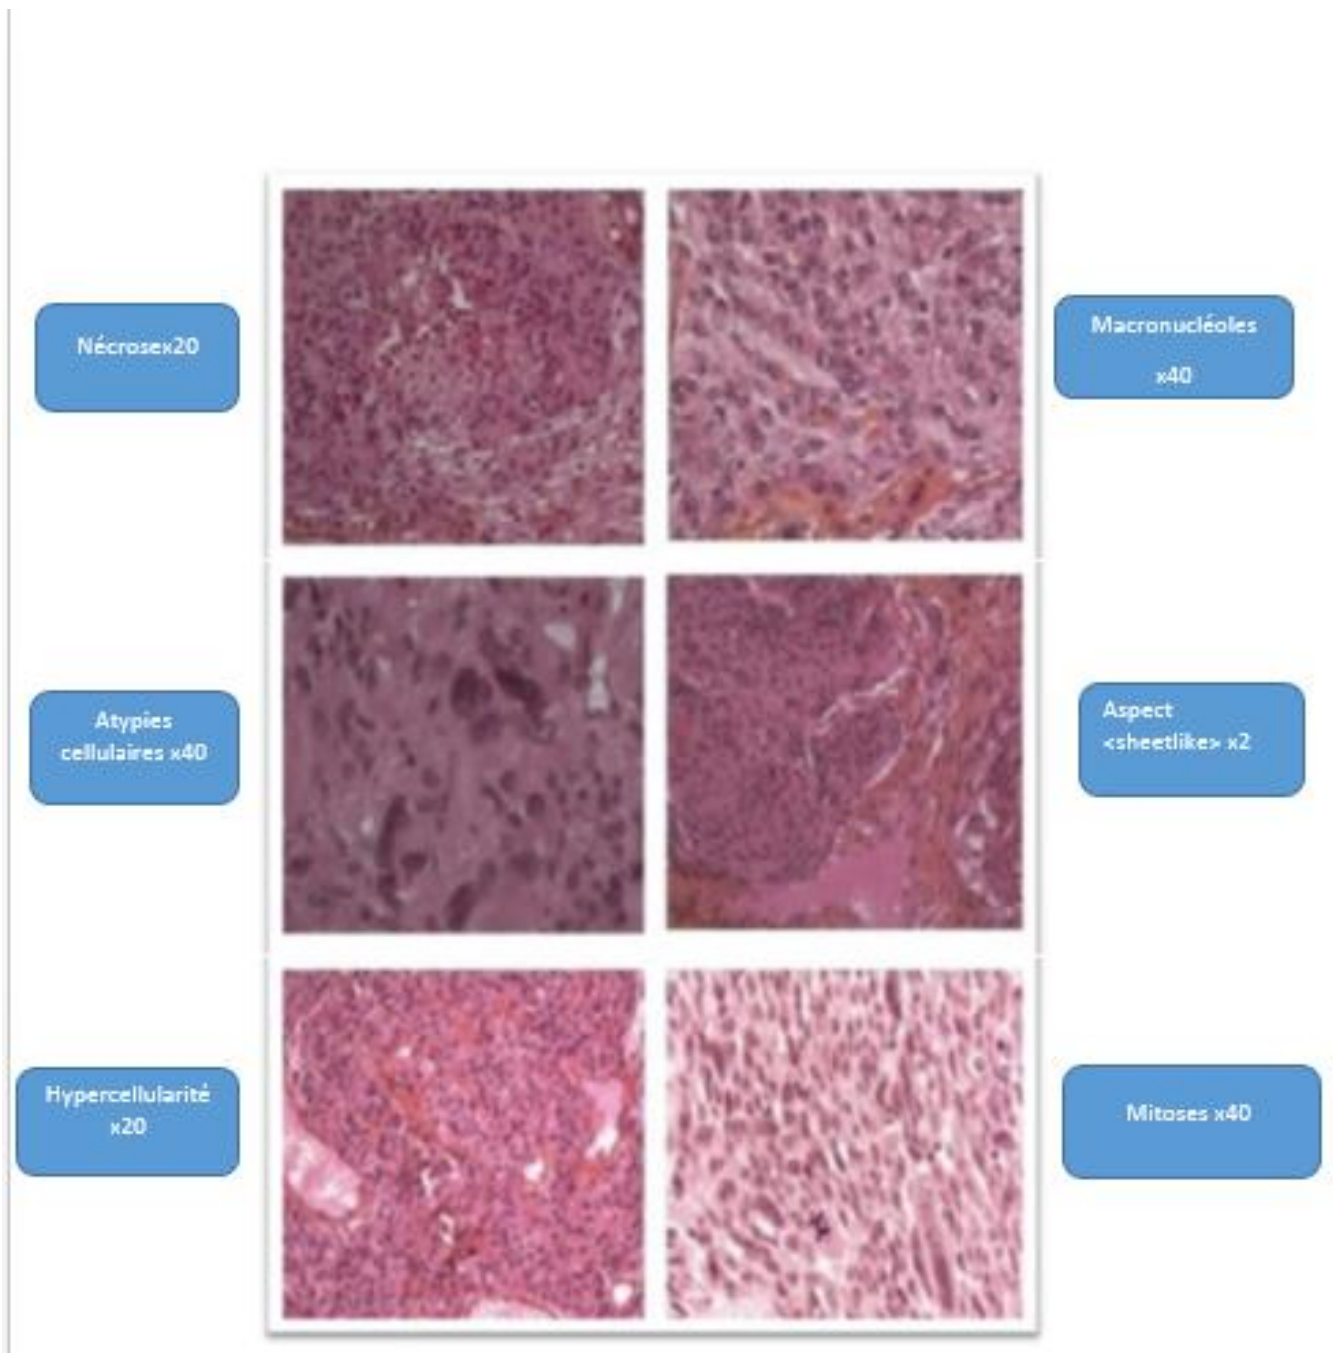 Nécrosex20
Macronucléoles
x40
Atypies
cellulaires x40
Aspect
<sheetlike> x2
Hypercellularité
x20
Mitoses x40